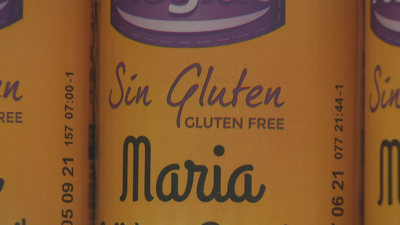 Sin Gluten
GLUTEN FREE
Maria
05 09 21 157 07:00-1
06 21 077 21:44-1
EE
Sin